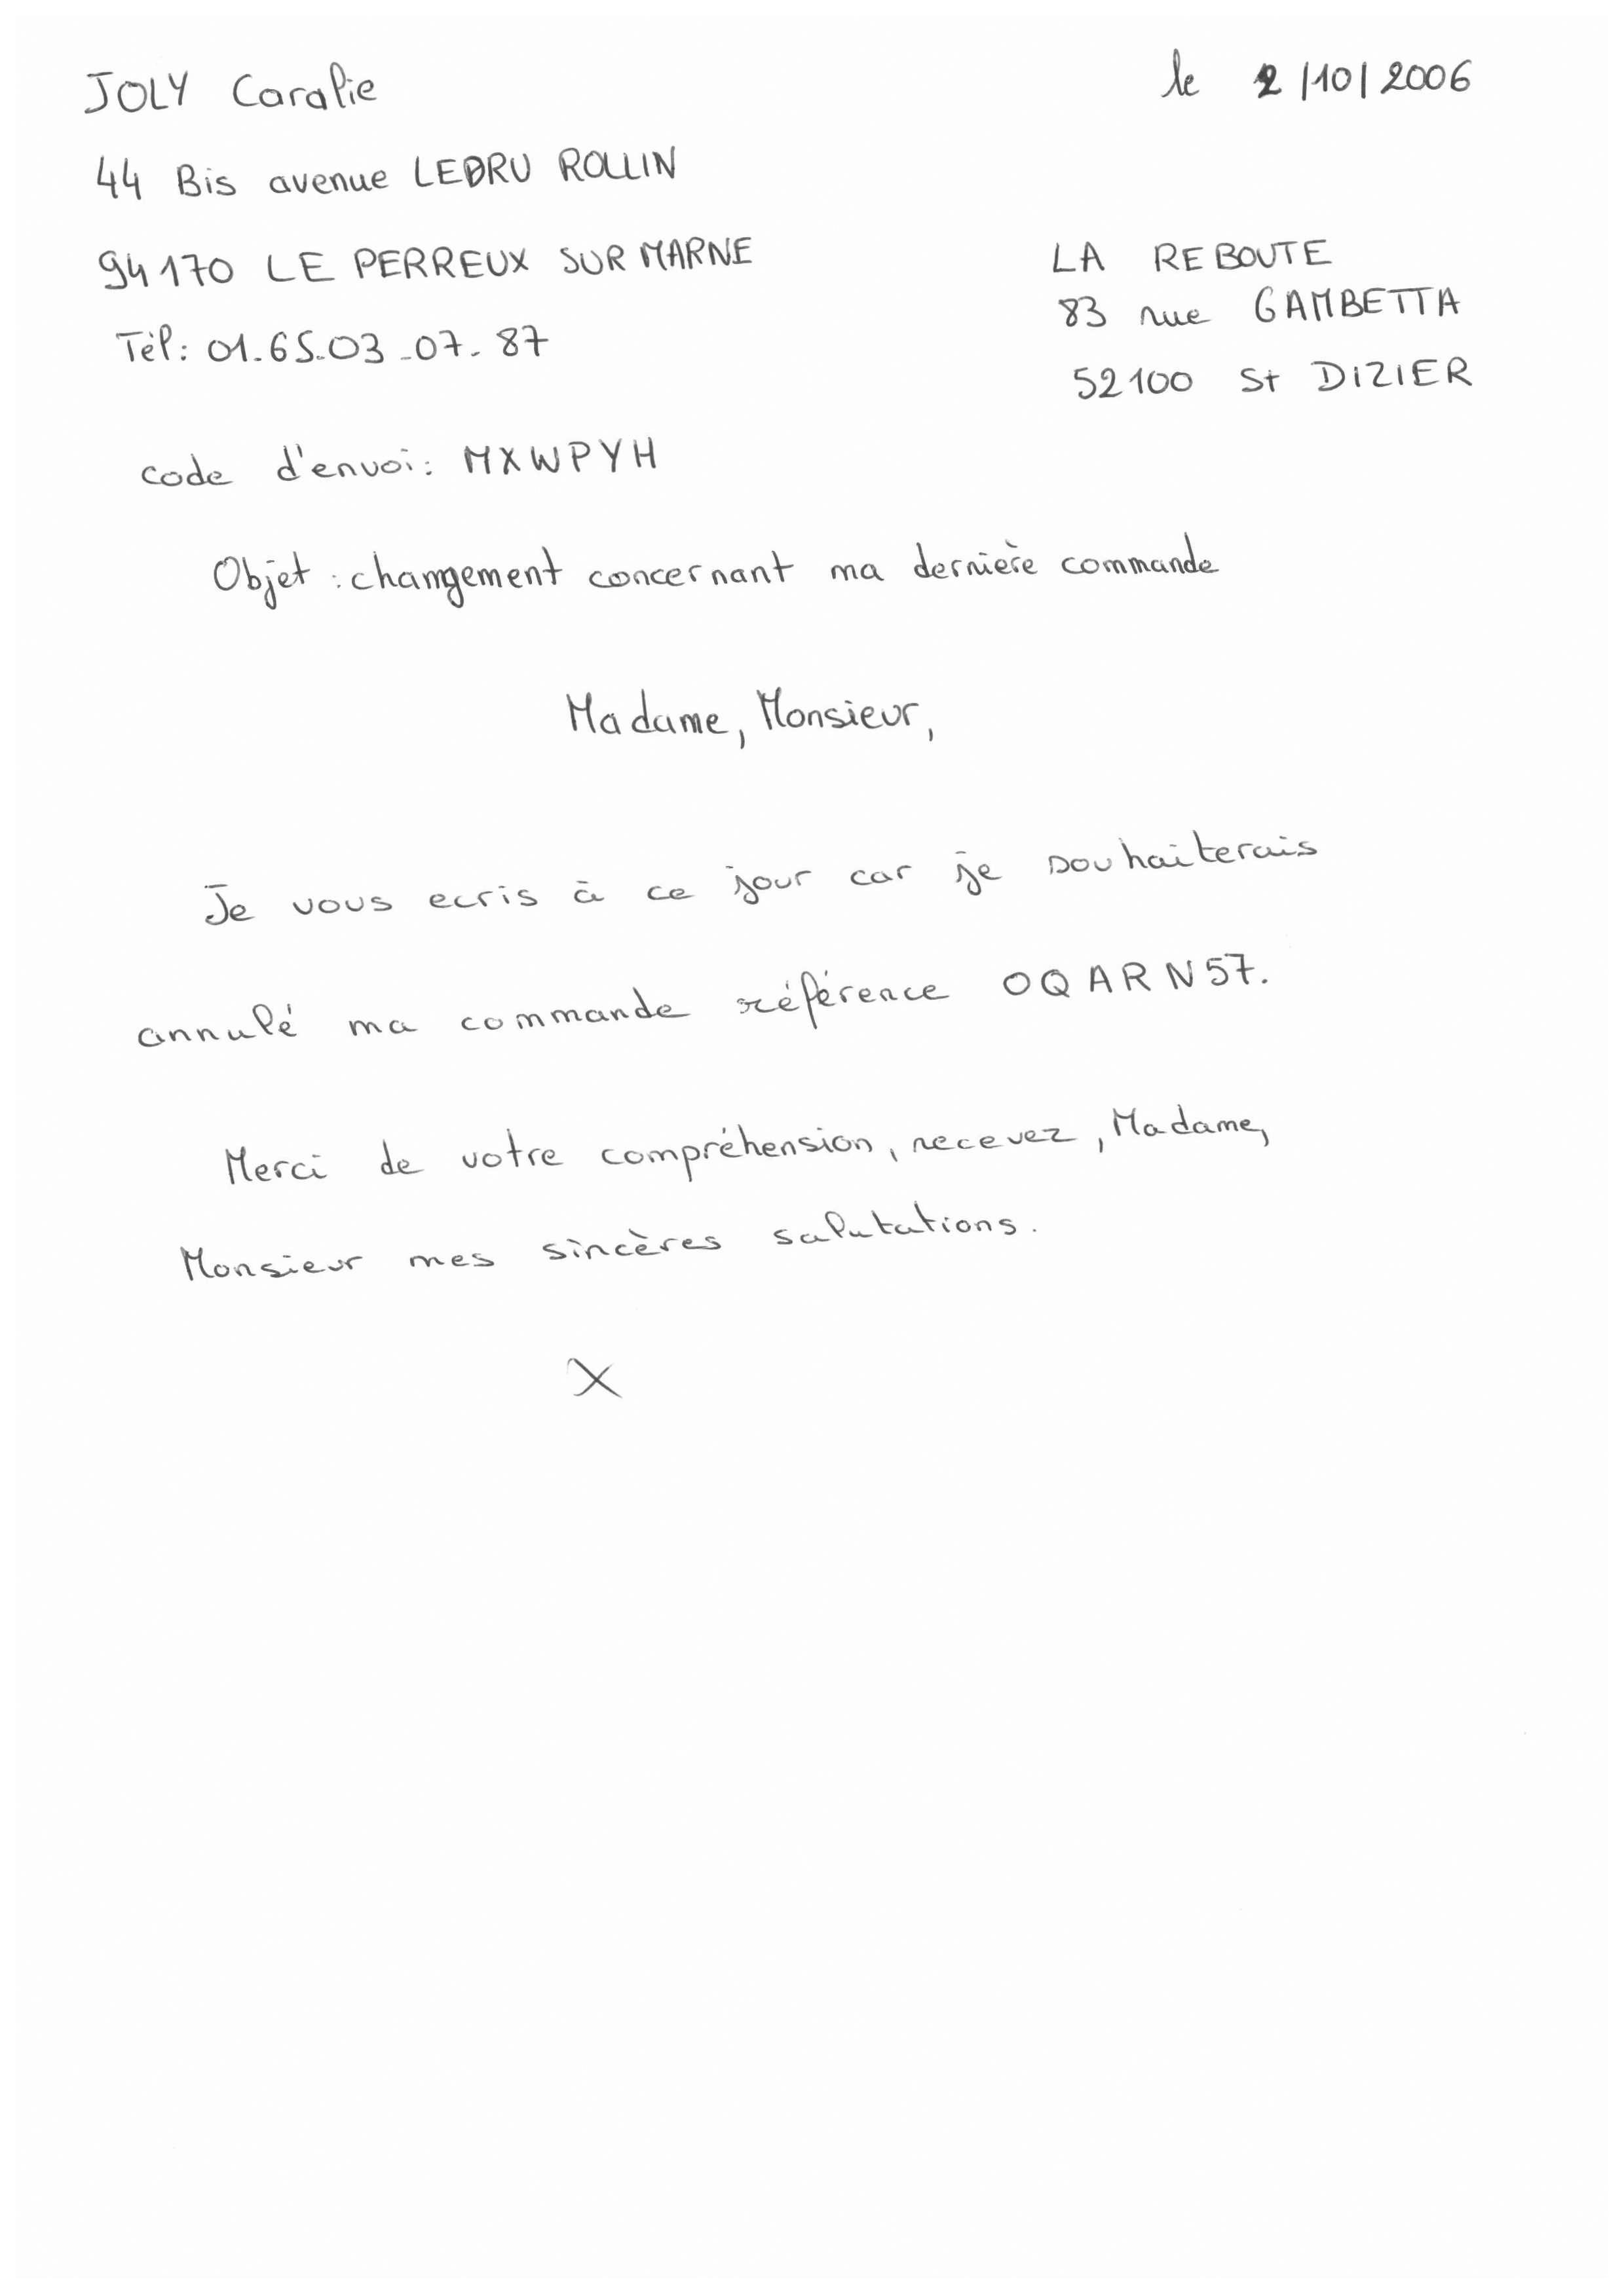 JOLY Coralie
le 2/10/2006
44 Bis avenue LEDRU ROLLIN
94170 LE PERREUX SUR MARNE
Tél: 01.65.03.07.87
LA REBOUTE
83 rue GAMBETTA
52100 St DIZIER
code d'envoi: MXWPYH
Objet : changement concernant ma dernière commande
Madame, Monsieur,
Je vous ecris à ce jour car je souhaiterais
annulé ma commande référence OQARN57.
Merci de votre compréhension, recevez, Madame,
Monsieur mes sincères salutations.
X